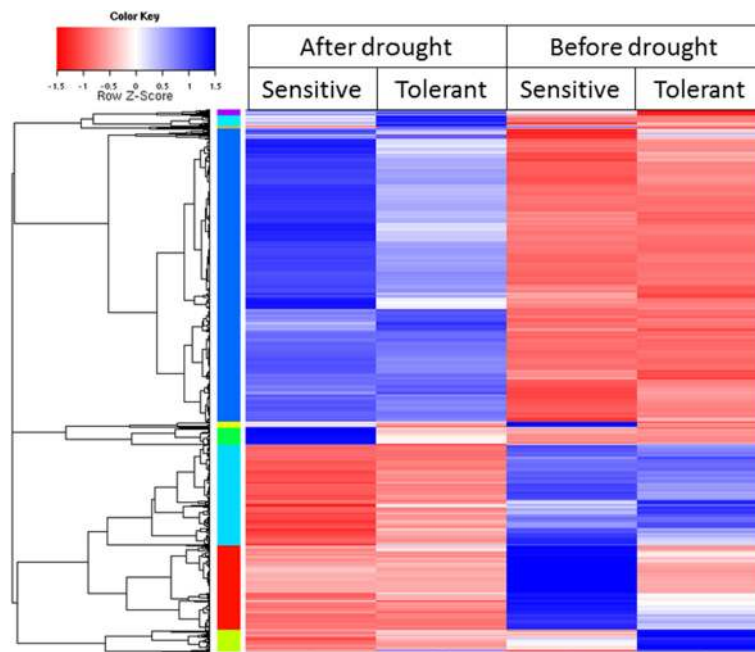 Color Key
-1.5 -1 -0.5 0 0.5 1 1.5
Row Z-Score
After drought Before drought
Sensitive Tolerant Sensitive Tolerant